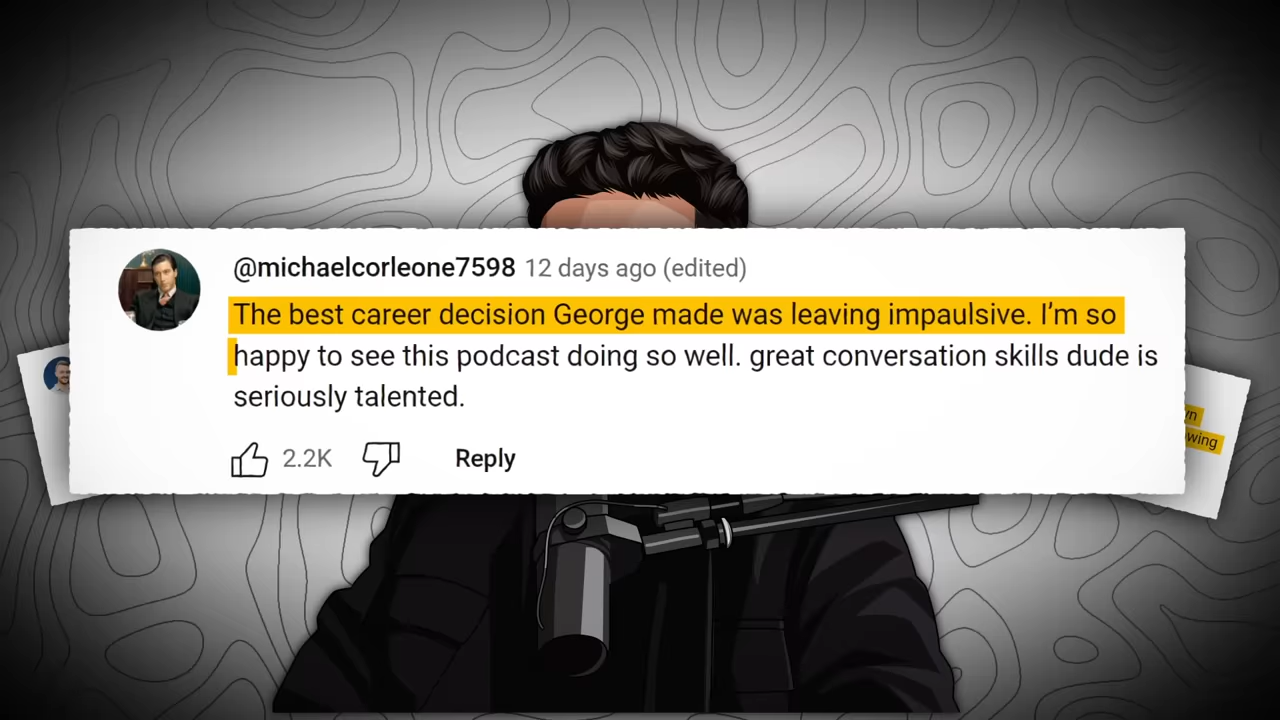 @michaelcorleone7598 12 days ago (edited)
The best career decision George made was leaving impaulsive. I'm so
happy to see this podcast doing so well. great conversation skills dude is
seriously talented.
2.2K Reply